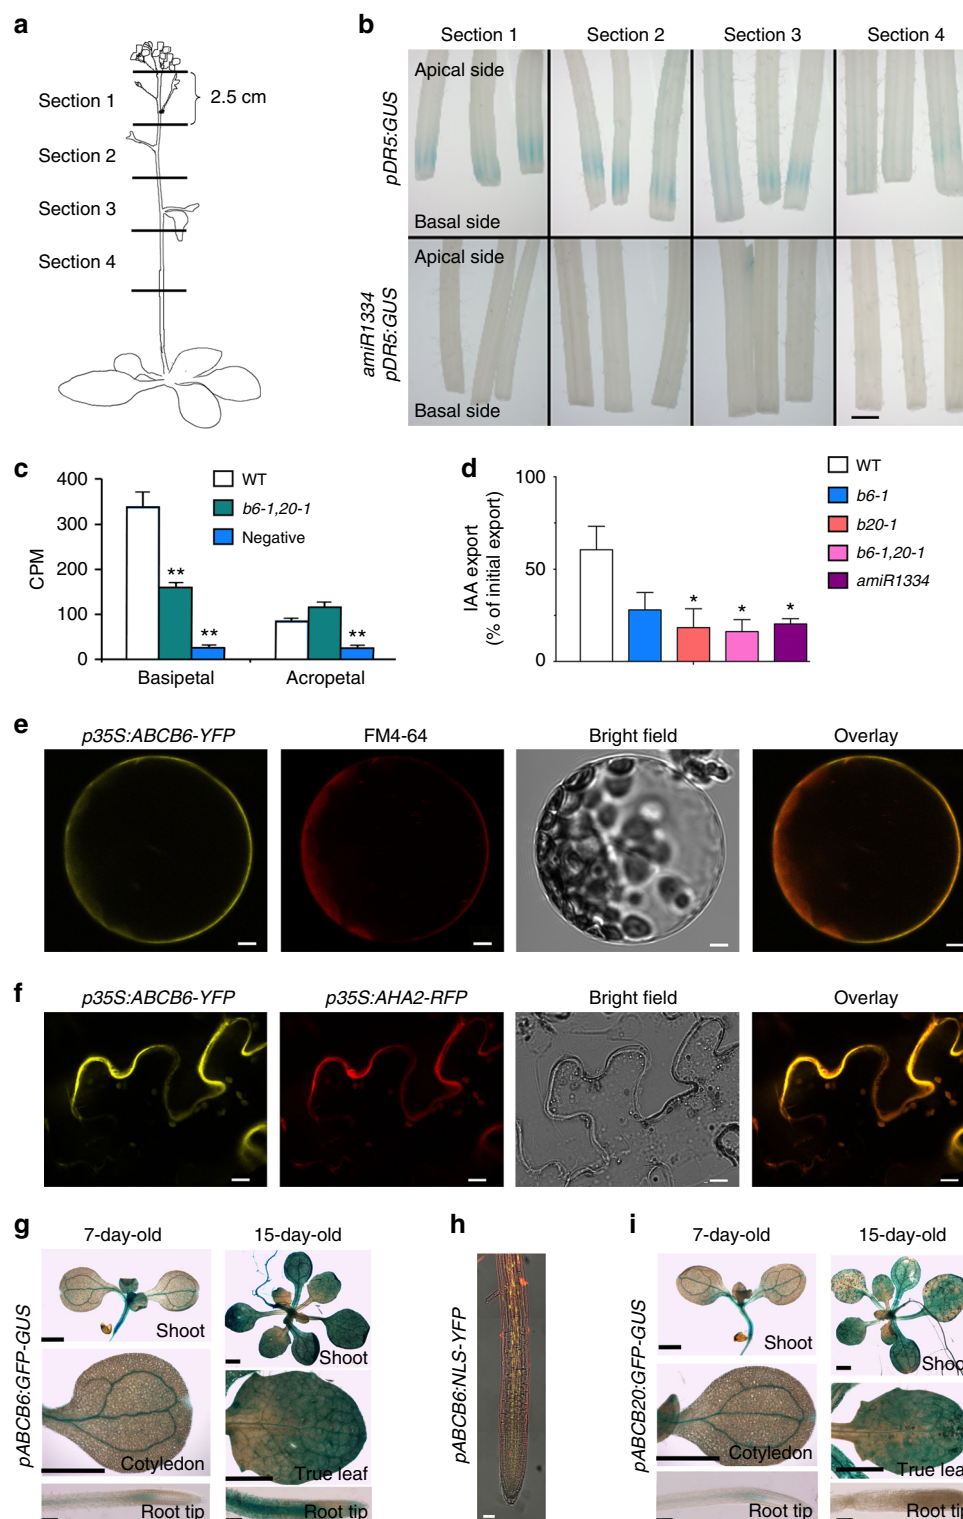 a
Section 1
2.5 cm
Section 2
Section 3
Section 4
b
Section 1
Section 2
Section 3
Section 4
pDR5:GUS
Apical side
Basal side
amiR1334
pDR5:GUS
Apical side
Basal side
c
CPM
400
300
200
100
0
WT
b6-1,20-1
Negative
**
**
**
Basipetal
Acropetal
d
IAA export
(% of initial export)
100
50
0
*
*
*
WT
b6-1
b20-1
b6-1,20-1
amiR1334
e
p35S:ABCB6-YFP
FM4-64
Bright field
Overlay
f
p35S:ABCB6-YFP
p35S:AHA2-RFP
Bright field
Overlay
g
7-day-old
15-day-old
pABCB6:GFP-GUS
Shoot
Shoot
Cotyledon
True leaf
Root tip
Root tip
h
pABCB6:NLS-YFP
i
7-day-old
15-day-old
pABCB20:GFP-GUS
Shoot
Shoo
Cotyledon
True leaf
Root tip
Root tip